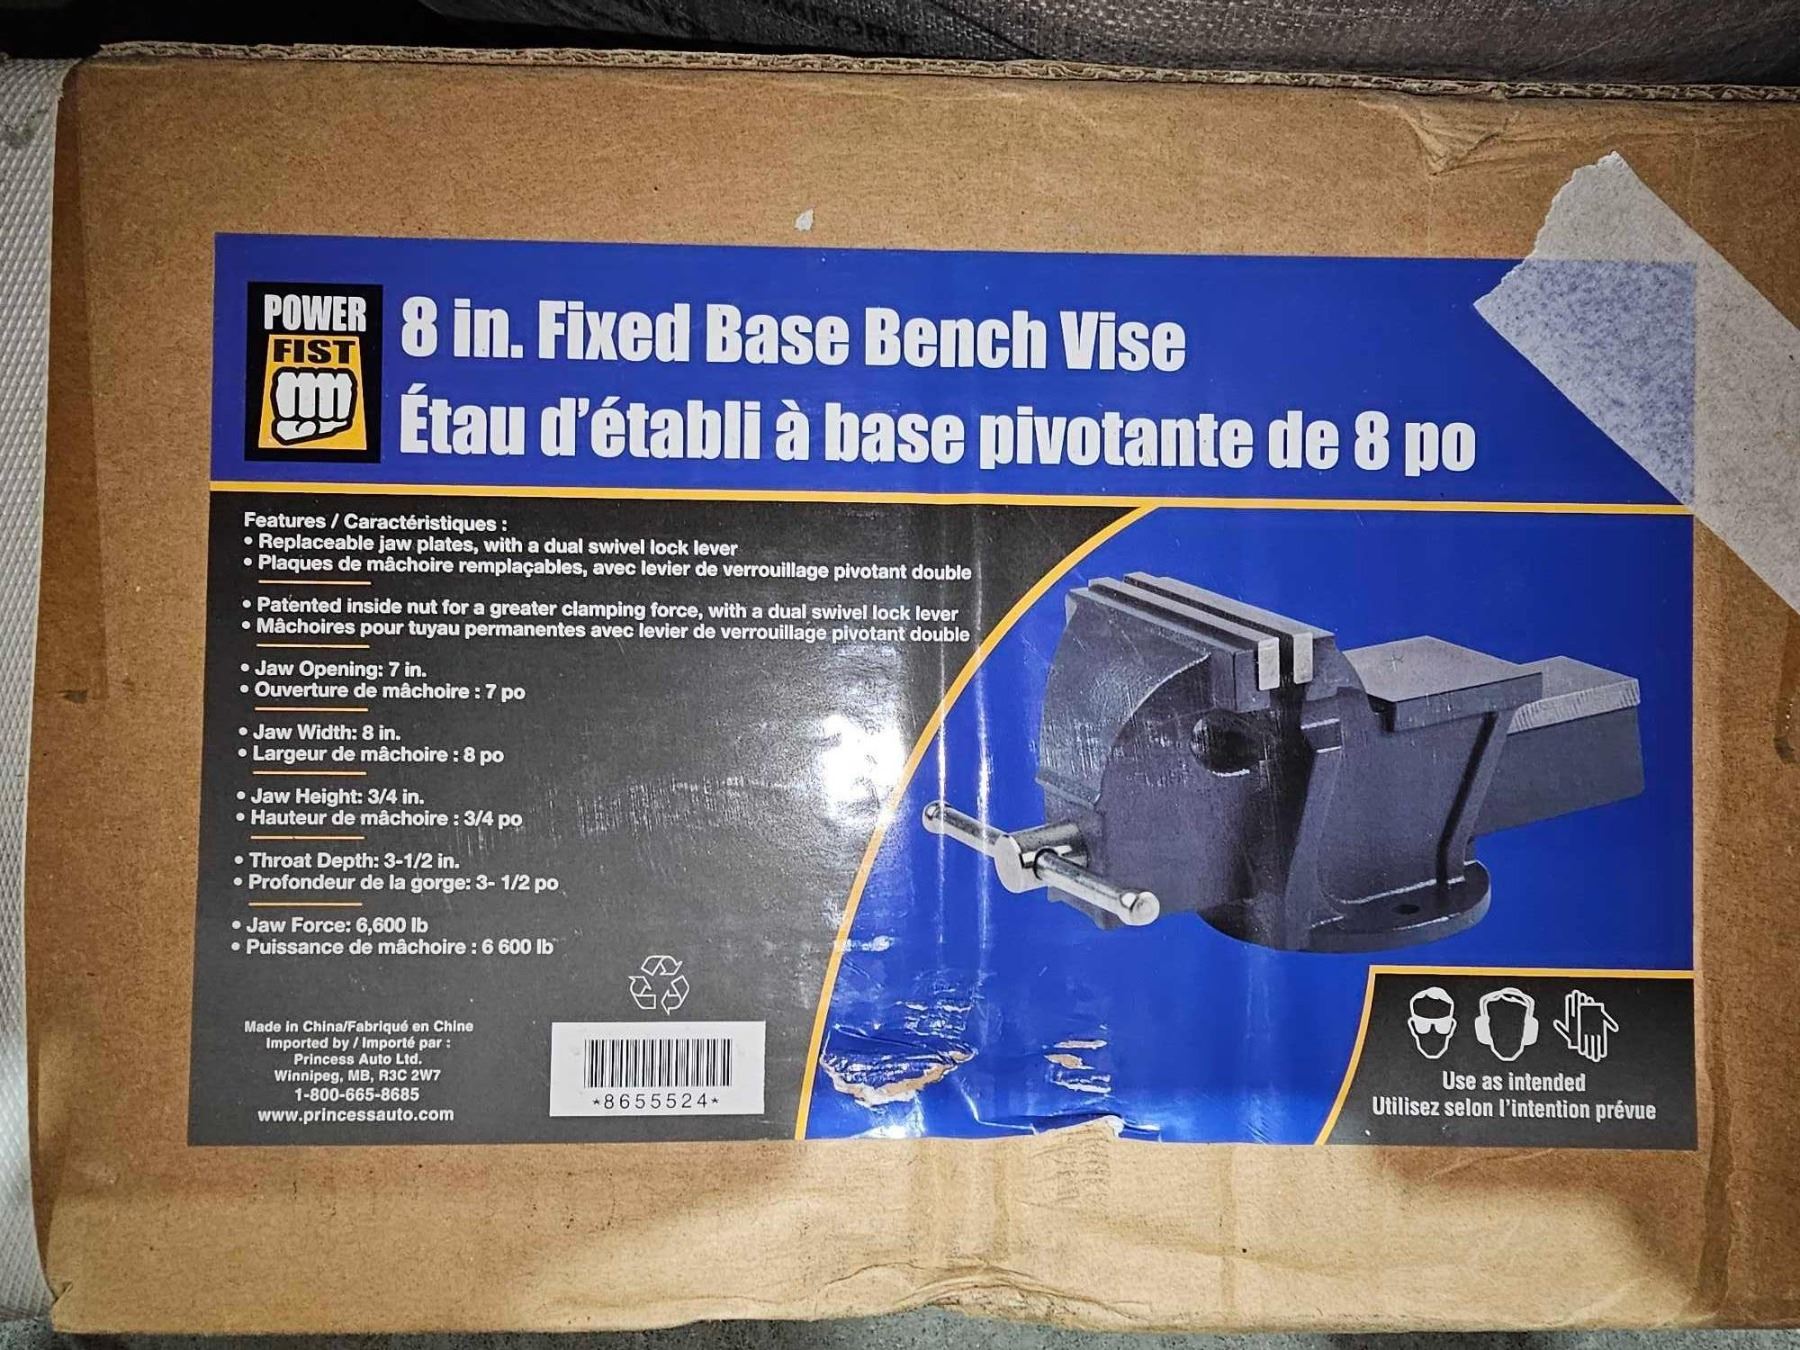 POWER
FIST
8 in. Fixed Base Bench Vise
Étau d'établi à base pivotante de 8 po
Features / Caractéristiques :
• Replaceable jaw plates, with a dual swivel lock lever
• Plaques de mâchoire remplaçables, avec levier de verrouillage pivotant double
• Patented inside nut for a greater clamping force, with a dual swivel lock lever
• Mâchoires pour tuyau permanentes avec levier de verrouillage pivotant double
• Jaw Opening: 7 in.
• Ouverture de mâchoire : 7 po
• Jaw Width: 8 in.
• Largeur de mâchoire : 8 po
• Jaw Height: 3/4 in.
• Hauteur de mâchoire : 3/4 po
• Throat Depth: 3-1/2 in.
• Profondeur de la gorge: 3- 1/2 po
• Jaw Force: 6,600 lb
• Puissance de mâchoire : 6 600 lb
Made in China/Fabriqué en Chine
Imported by / Importé par :
Princess Auto Ltd.
Winnipeg, MB, R3C 2W7
1-800-665-8685
www.princessauto.com
*8655524*
Use as intended
Utilisez selon l'intention prévue